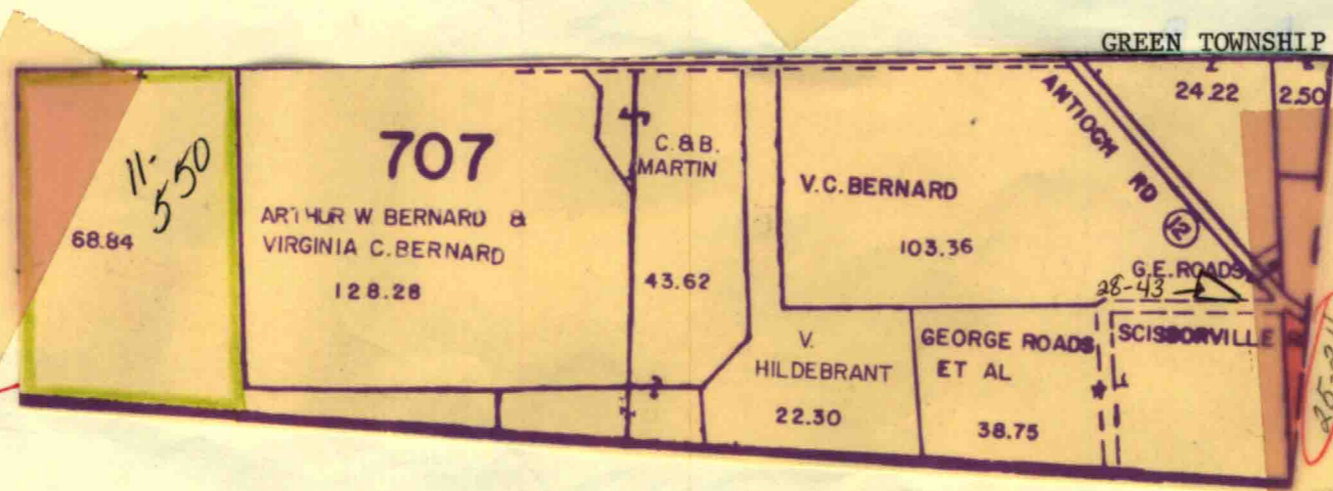 GREEN TOWNSHIP
24.22
2.50
ANTIOCH RD
12
11-
5-50
68.84
707
ARTHUR W BERNARD &
VIRGINIA C. BERNARD
128.28
C. & B.
MARTIN
43.62
V. C. BERNARD
103.36
G.E. ROADS
28-43
V.
HILDEBRANT
22.30
GEORGE ROADS
ET AL
38.75
SCISSORVILLE